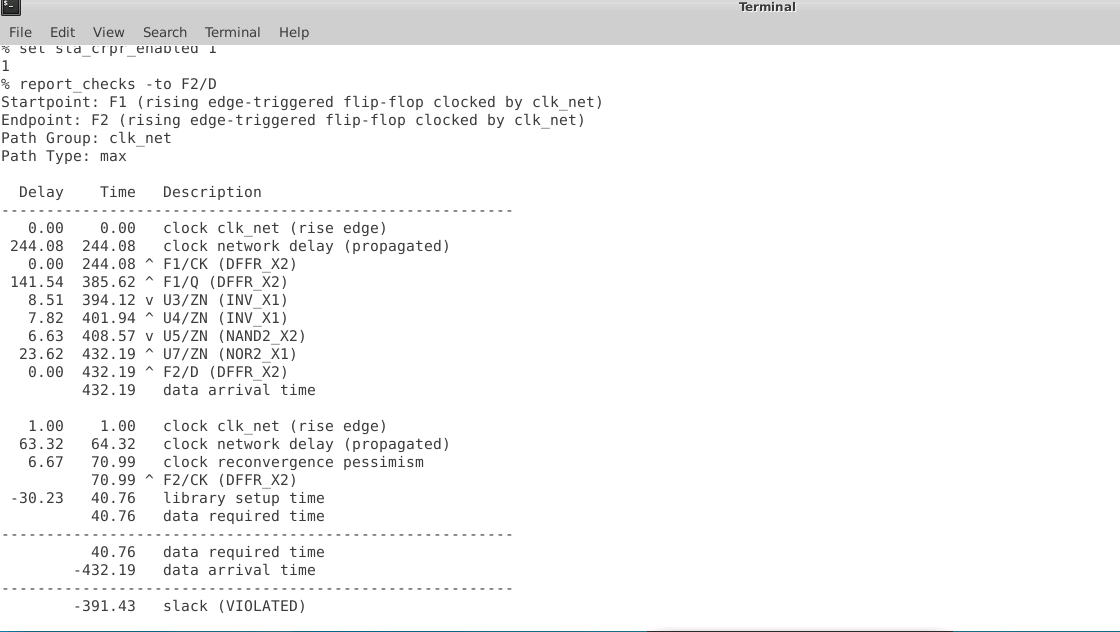 Terminal
File Edit View Search Terminal Help
% set sta_crpr_enabled 1
1
% report_checks -to F2/D
Startpoint: F1 (rising edge-triggered flip-flop clocked by clk_net)
Endpoint: F2 (rising edge-triggered flip-flop clocked by clk_net)
Path Group: clk_net
Path Type: max
Delay Time Description
---------------------------------------------------------
0.00 0.00 clock clk_net (rise edge)
244.08 244.08 clock network delay (propagated)
0.00 244.08 ^ F1/CK (DFFR_X2)
141.54 385.62 ^ F1/Q (DFFR_X2)
8.51 394.12 v U3/ZN (INV_X1)
7.82 401.94 ^ U4/ZN (INV_X1)
6.63 408.57 v U5/ZN (NAND2_X2)
23.62 432.19 ^ U7/ZN (NOR2_X1)
0.00 432.19 ^ F2/D (DFFR_X2)
432.19 data arrival time
1.00 1.00 clock clk_net (rise edge)
63.32 64.32 clock network delay (propagated)
6.67 70.99 clock reconvergence pessimism
70.99 ^ F2/CK (DFFR_X2)
-30.23 40.76 library setup time
40.76 data required time
---------------------------------------------------------
40.76 data required time
-432.19 data arrival time
---------------------------------------------------------
-391.43 slack (VIOLATED)